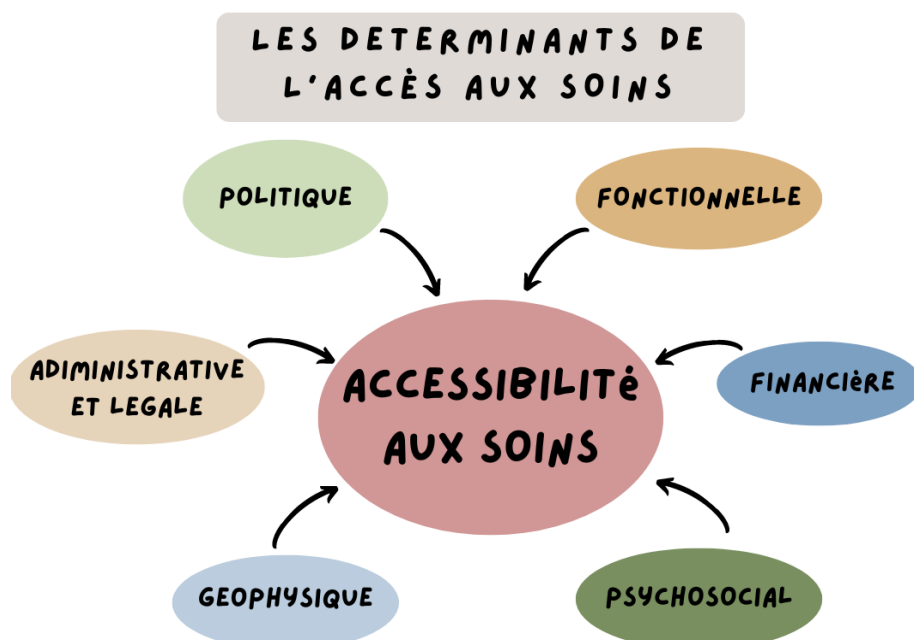 LES DETERMINANTS DE
L'ACCÈS AUX SOINS
POLITIQUE
FONCTIONNELLE
ADIMINISTRATIVE
ET LEGALE
ACCESSIBILITÉ
AUX SOINS
FINANCIÈRE
GEOPHYSIQUE
PSYCHOSOCIAL